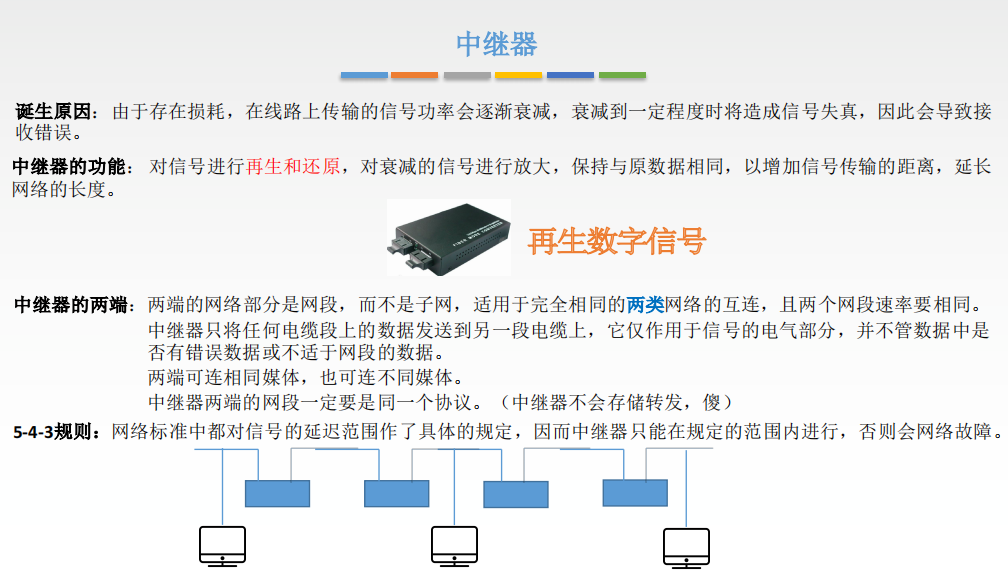 中继器
诞生原因：由于存在损耗，在线路上传输的信号功率会逐渐衰减，衰减到一定程度时将造成信号失真，因此会导致接
收错误。
中继器的功能： 对信号进行再生和还原，对衰减的信号进行放大，保持与原数据相同，以增加信号传输的距离，延长
网络的长度。
再生数字信号
中继器的两端：两端的网络部分是网段，而不是子网，适用于完全相同的两类网络的互连，且两个网段速率要相同。
中继器只将任何电缆段上的数据发送到另一段电缆上，它仅作用于信号的电气部分，并不管数据中是
否有错误数据或不适于网段的数据。
两端可连相同媒体，也可连不同媒体。
中继器两端的网段一定要是同一个协议。（中继器不会存储转发，傻）
5-4-3规则：网络标准中都对信号的延迟范围作了具体的规定，因而中继器只能在规定的范围内进行，否则会网络故障。